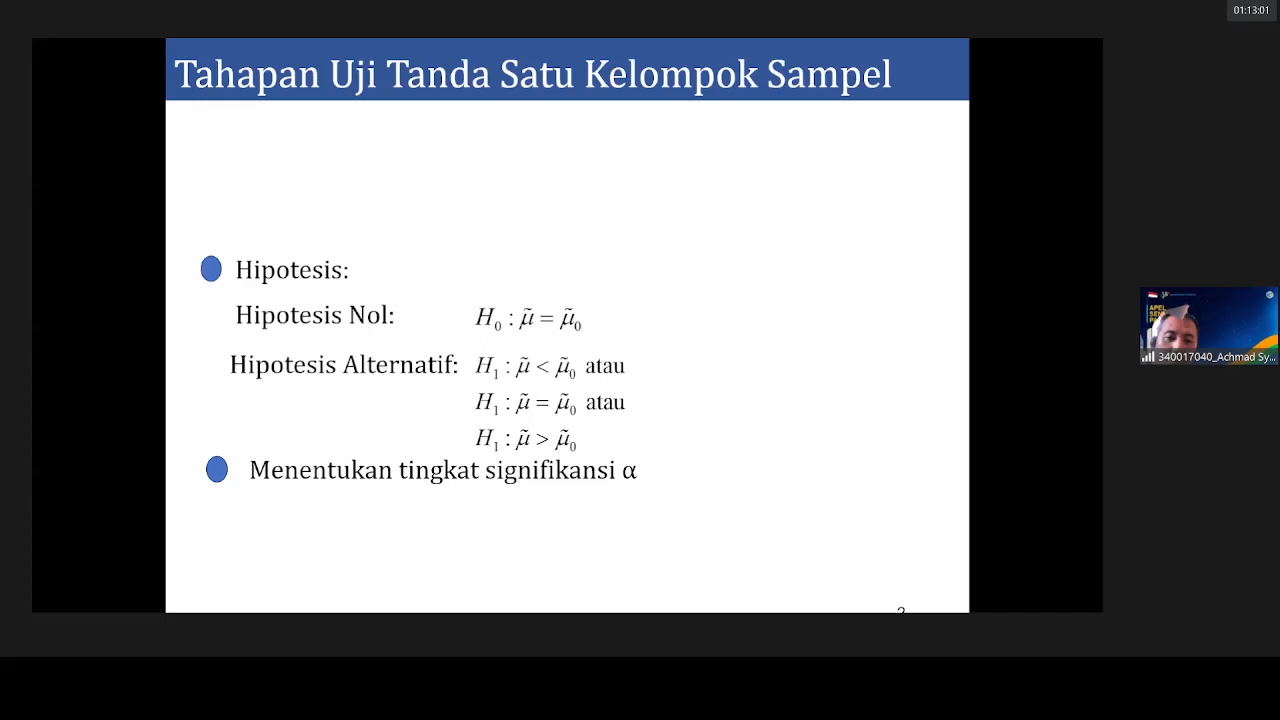 01:13:01
Tahapan Uji Tanda Satu Kelompok Sampel
Hipotesis:
Hipotesis Nol: H₀ : μ̃ = μ̃₀
Hipotesis Alternatif: H₁ : μ̃ < μ̃₀ atau
H₁ : μ̃ = μ̃₀ atau
H₁ : μ̃ > μ̃₀
Menentukan tingkat signifikansi α
APEL
340017040_Achmad Sy...